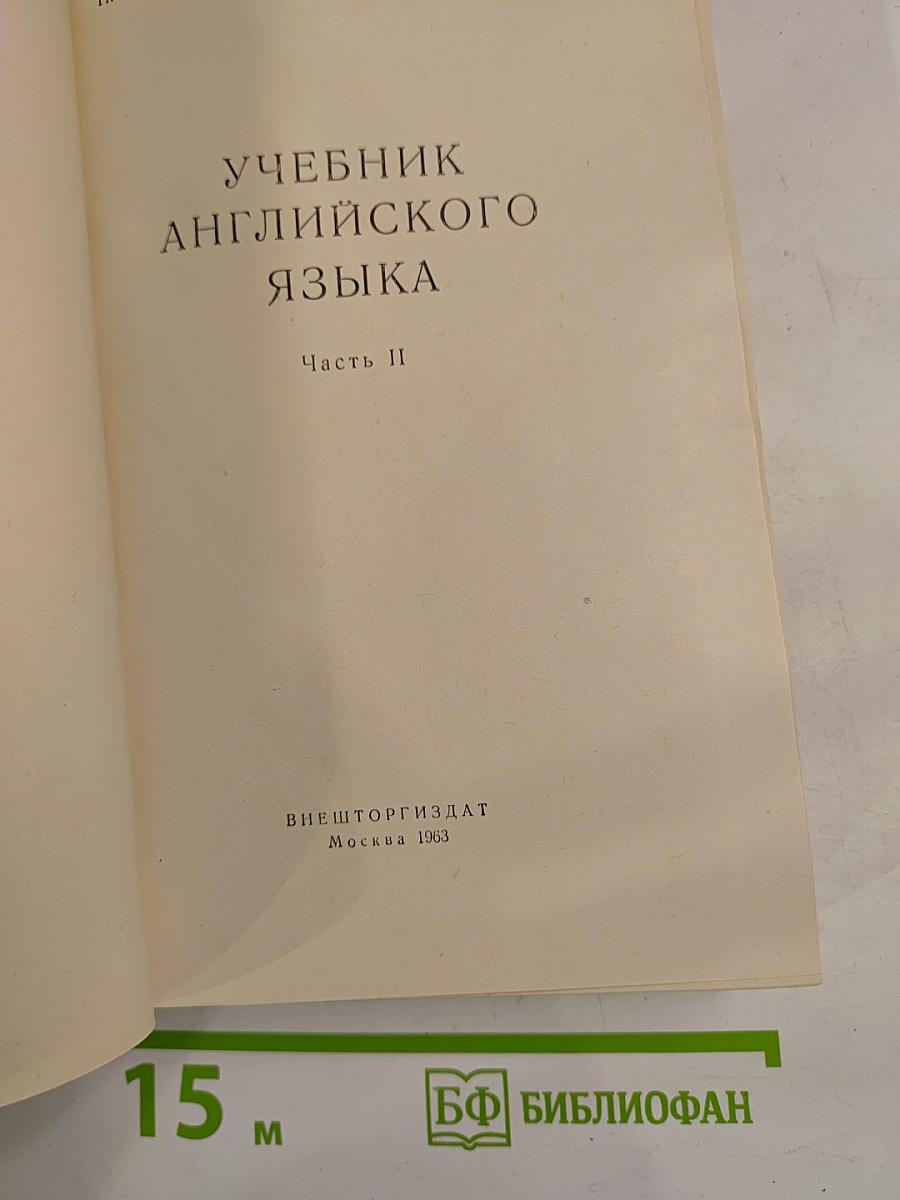 УЧЕБНИК
АНГЛИЙСКОГО
ЯЗЫКА
Часть II
ВНЕШТОРГИЗДАТ
Москва 1963
15 м
БФ БИБЛИОФАН